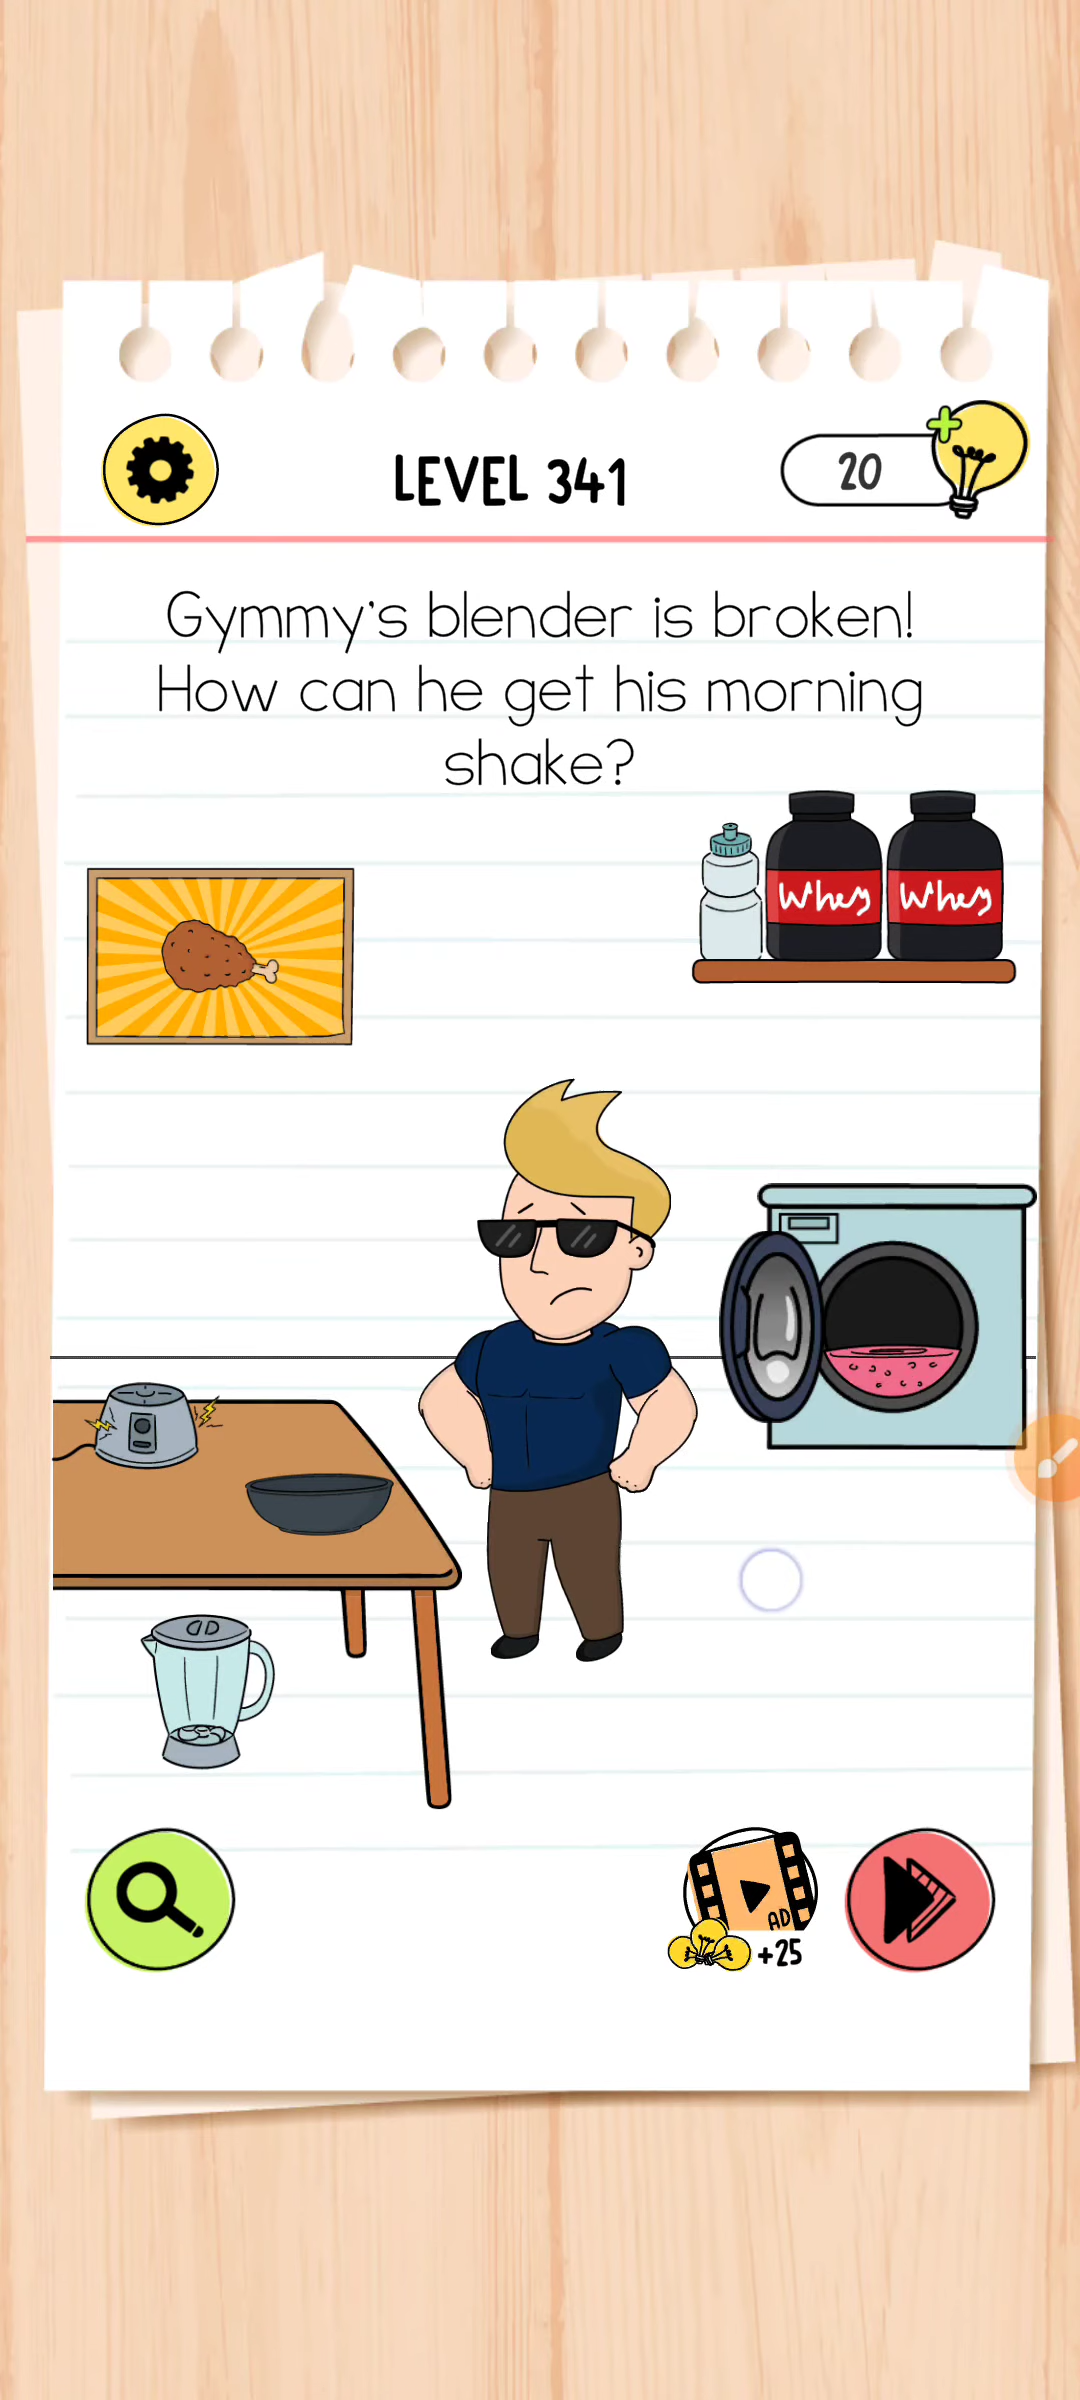 LEVEL 341
20
Gymmy's blender is broken!
How can he get his morning
shake?
Whey
Whey
AD
+25